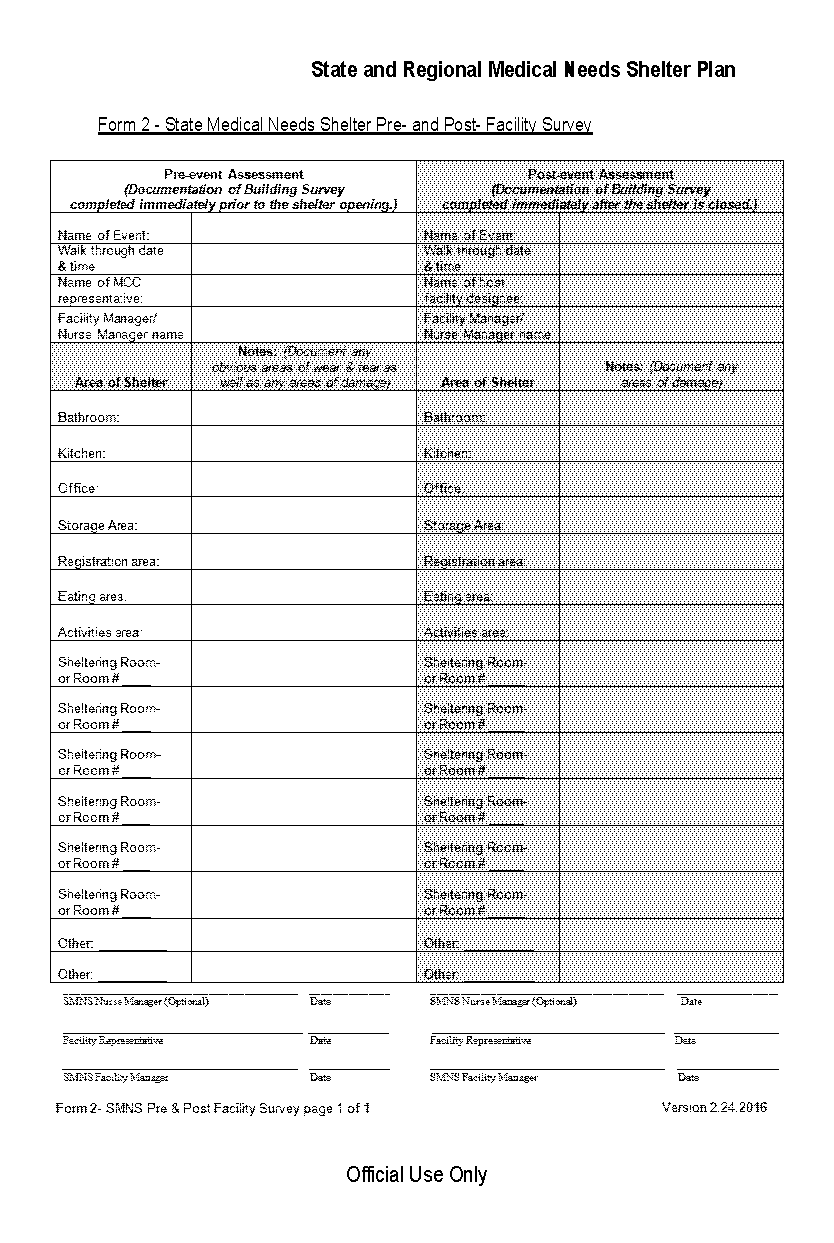 State and Regional Medical Needs Shelter Plan
Form 2 - State Medical Needs Shelter Pre- and Post- Facility Survey
Pre-event Assessment
(Documentation of Building Survey
completed immediately prior to the shelter opening.)
Post-event Assessment
(Documentation of Building Survey
completed immediately after the shelter is closed.)
Name of Event:
Name of Event:
Walk through date
& time
Walk through date
& time
Name of MCC
representative:
Name of host
facility designee:
Facility Manager/
Nurse Manager name
Facility Manager/
Nurse Manager name
Area of Shelter
Notes: (Document any
obvious areas of wear & tear as
well as any areas of damage)
Area of Shelter
Notes: (Document any
areas of damage)
Bathroom:
Bathroom:
Kitchen:
Kitchen:
Office:
Office:
Storage Area:
Storage Area:
Registration area:
Registration area:
Eating area:
Eating area:
Activities area:
Activities area:
Sheltering Room-
or Room # ____
Sheltering Room-
or Room # _____
Sheltering Room-
or Room # ____
Sheltering Room-
or Room # _____
Sheltering Room-
or Room # ____
Sheltering Room-
or Room # _____
Sheltering Room-
or Room # ____
Sheltering Room-
or Room # _____
Sheltering Room-
or Room # ____
Sheltering Room-
or Room # _____
Sheltering Room-
or Room # ____
Sheltering Room-
or Room # _____
Other: _________
Other: _________
Other: _________
Other: _________
SMNS Nurse Manager (Optional) Date SMNS Nurse Manager (Optional) Date
Facility Representative Date Facility Representative Date
SMNS Facility Manager Date SMNS Facility Manager Date
Form 2- SMNS Pre & Post Facility Survey page 1 of 1 Version 2.24.2016
Official Use Only